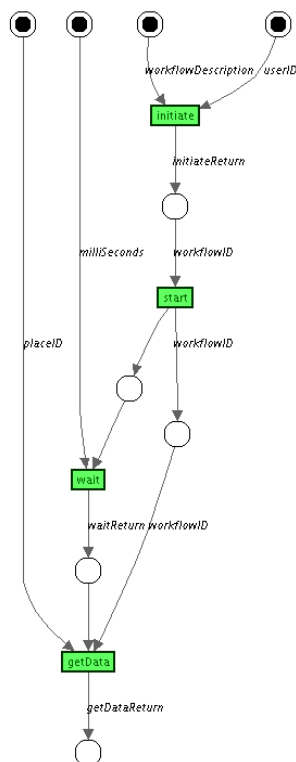 workflowDescription userID
initiate
initiateReturn
milliSeconds workflowID
start
placeID workflowID
wait
waitReturn workflowID
getData
getDataReturn